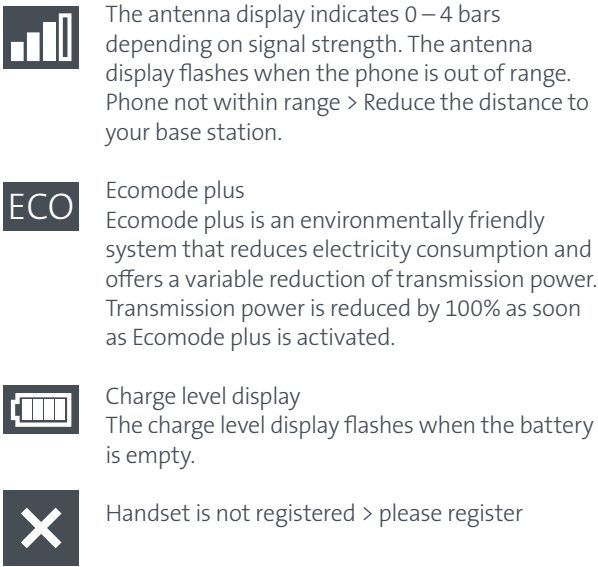 The antenna display indicates 0 – 4 bars
depending on signal strength. The antenna
display flashes when the phone is out of range.
Phone not within range > Reduce the distance to
your base station.
ECO
Ecomode plus
Ecomode plus is an environmentally friendly
system that reduces electricity consumption and
offers a variable reduction of transmission power.
Transmission power is reduced by 100% as soon
as Ecomode plus is activated.
Charge level display
The charge level display flashes when the battery
is empty.
Handset is not registered > please register